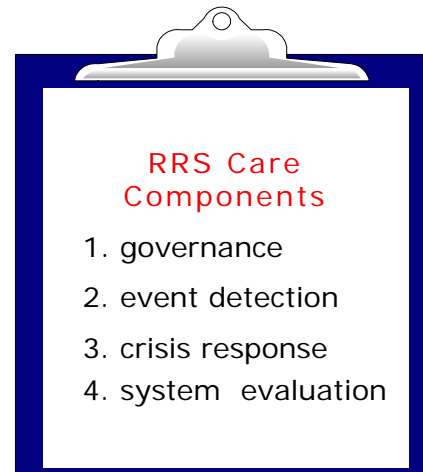 RRS Care
Components
1. governance
2. event detection
3. crisis response
4. system evaluation